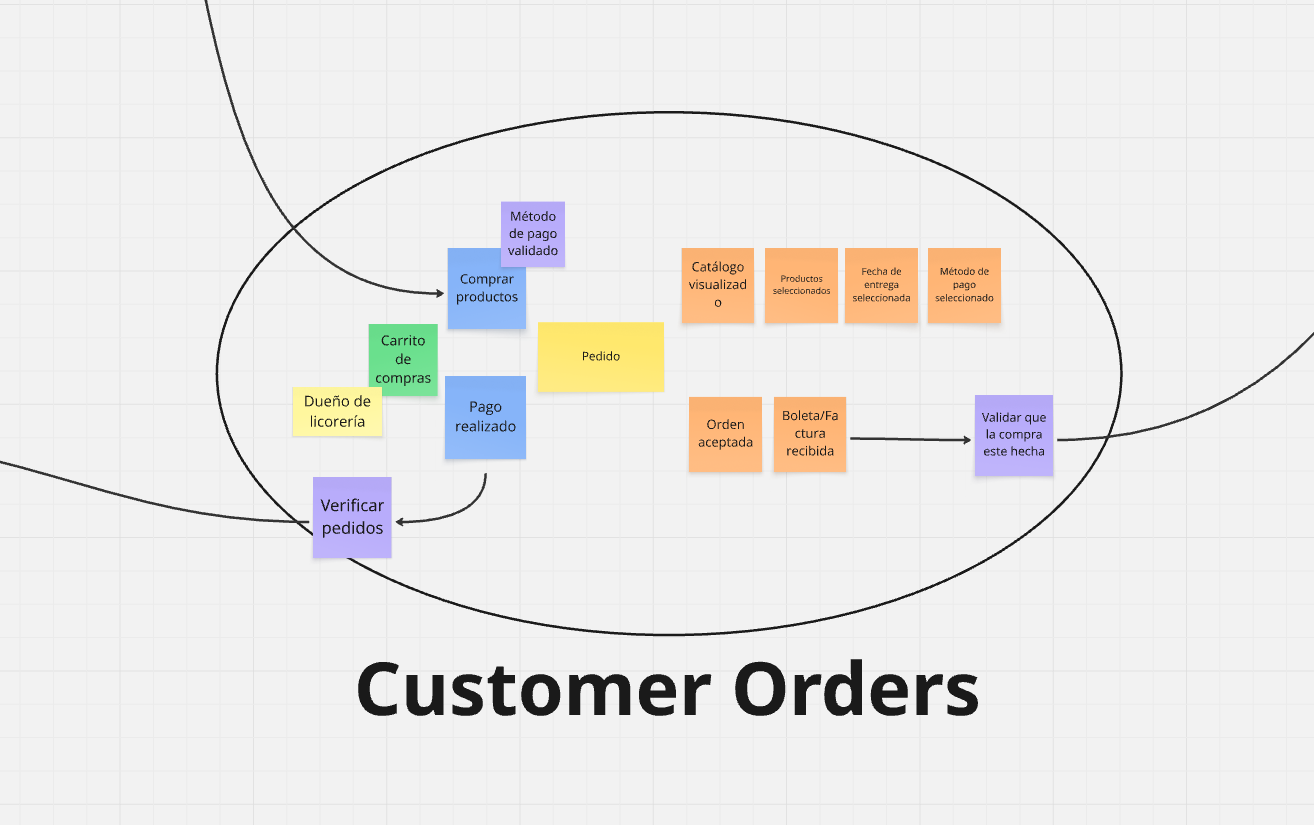 Método
de pago
validado
Comprar
productos
Catálogo
visualizad
o
Productos
seleccionados
Fecha de
entrega
seleccionada
Método de
pago
seleccionado
Carrito
de
compras
Pedido
Dueño de
licorería
Pago
realizado
Orden
aceptada
Boleta/Fa
ctura
recibida
Validar que
la compra
este hecha
Verificar
pedidos
Customer Orders